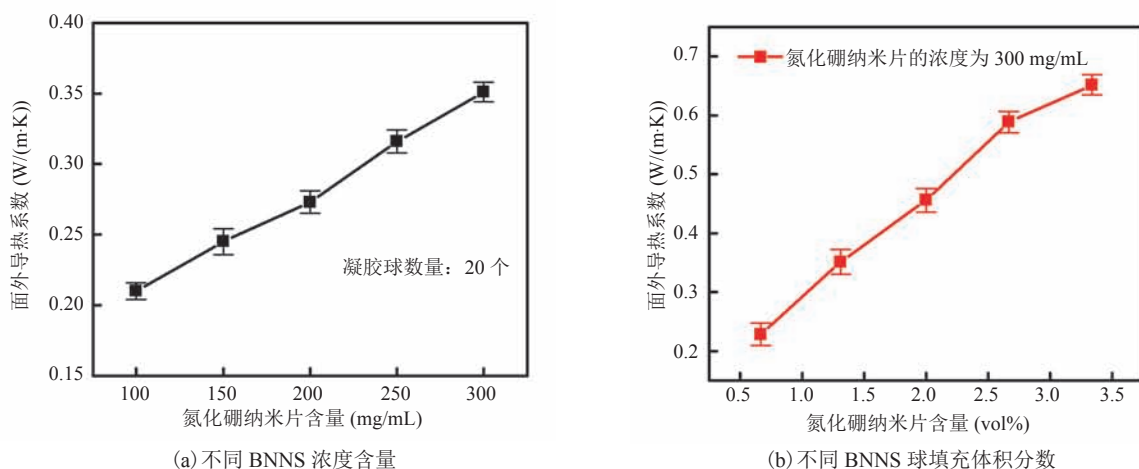 0.40
0.35
0.30
0.25
0.20
0.15
面外导热系数 (W/(m·K))
凝胶球数量：20 个
100 150 200 250 300
氮化硼纳米片含量 (mg/mL)
(a) 不同 BNNS 浓度含量
0.7
0.6
0.5
0.4
0.3
0.2
面外导热系数 (W/(m·K))
氮化硼纳米片的浓度为 300 mg/mL
0.5 1.0 1.5 2.0 2.5 3.0 3.5
氮化硼纳米片含量 (vol%)
(b) 不同 BNNS 球填充体积分数